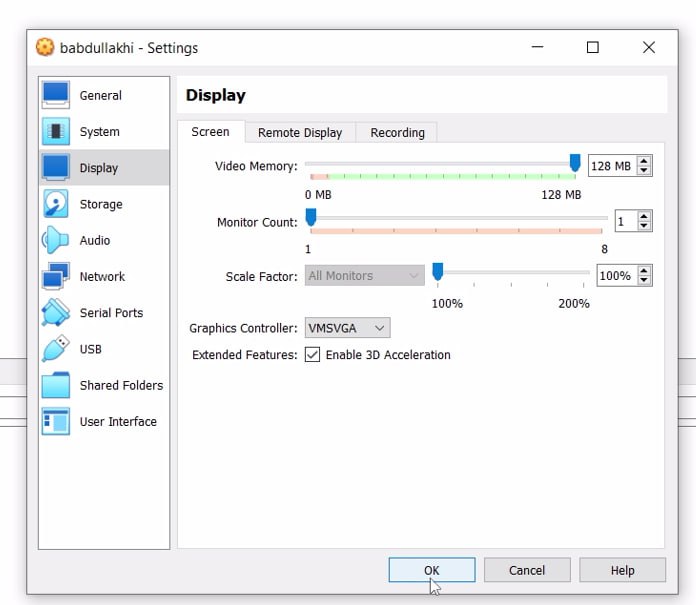 babdullakhi - Settings
General
System
Display
Storage
Audio
Network
Serial Ports
USB
Shared Folders
User Interface
Display
Screen Remote Display Recording
Video Memory: 128 MB
0 MB 128 MB
Monitor Count: 1
1 8
Scale Factor: All Monitors 100%
100% 200%
Graphics Controller: VMSVGA
Extended Features: Enable 3D Acceleration
OK Cancel Help